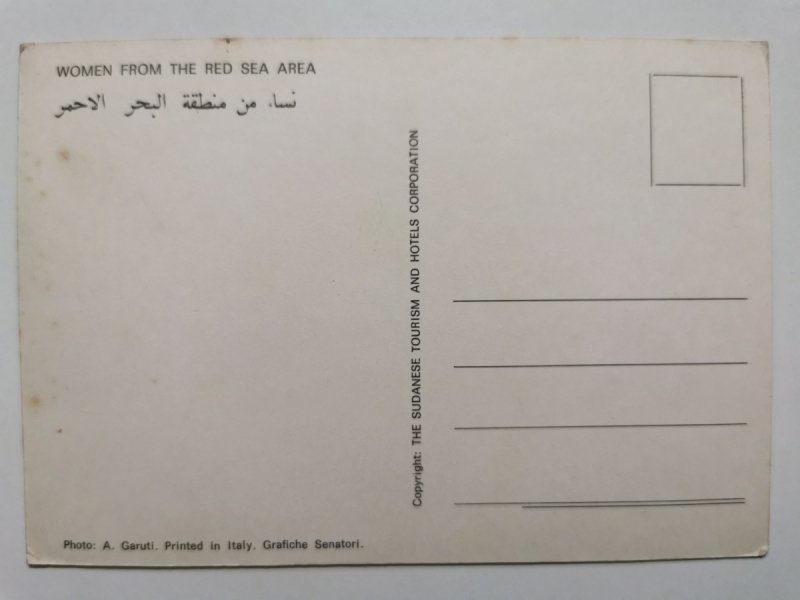 WOMEN FROM THE RED SEA AREA
نساء من منطقة البحر الاحمر
Copyright: THE SUDANESE TOURISM AND HOTELS CORPORATION
Photo: A. Garuti. Printed in Italy. Grafiche Senatori.